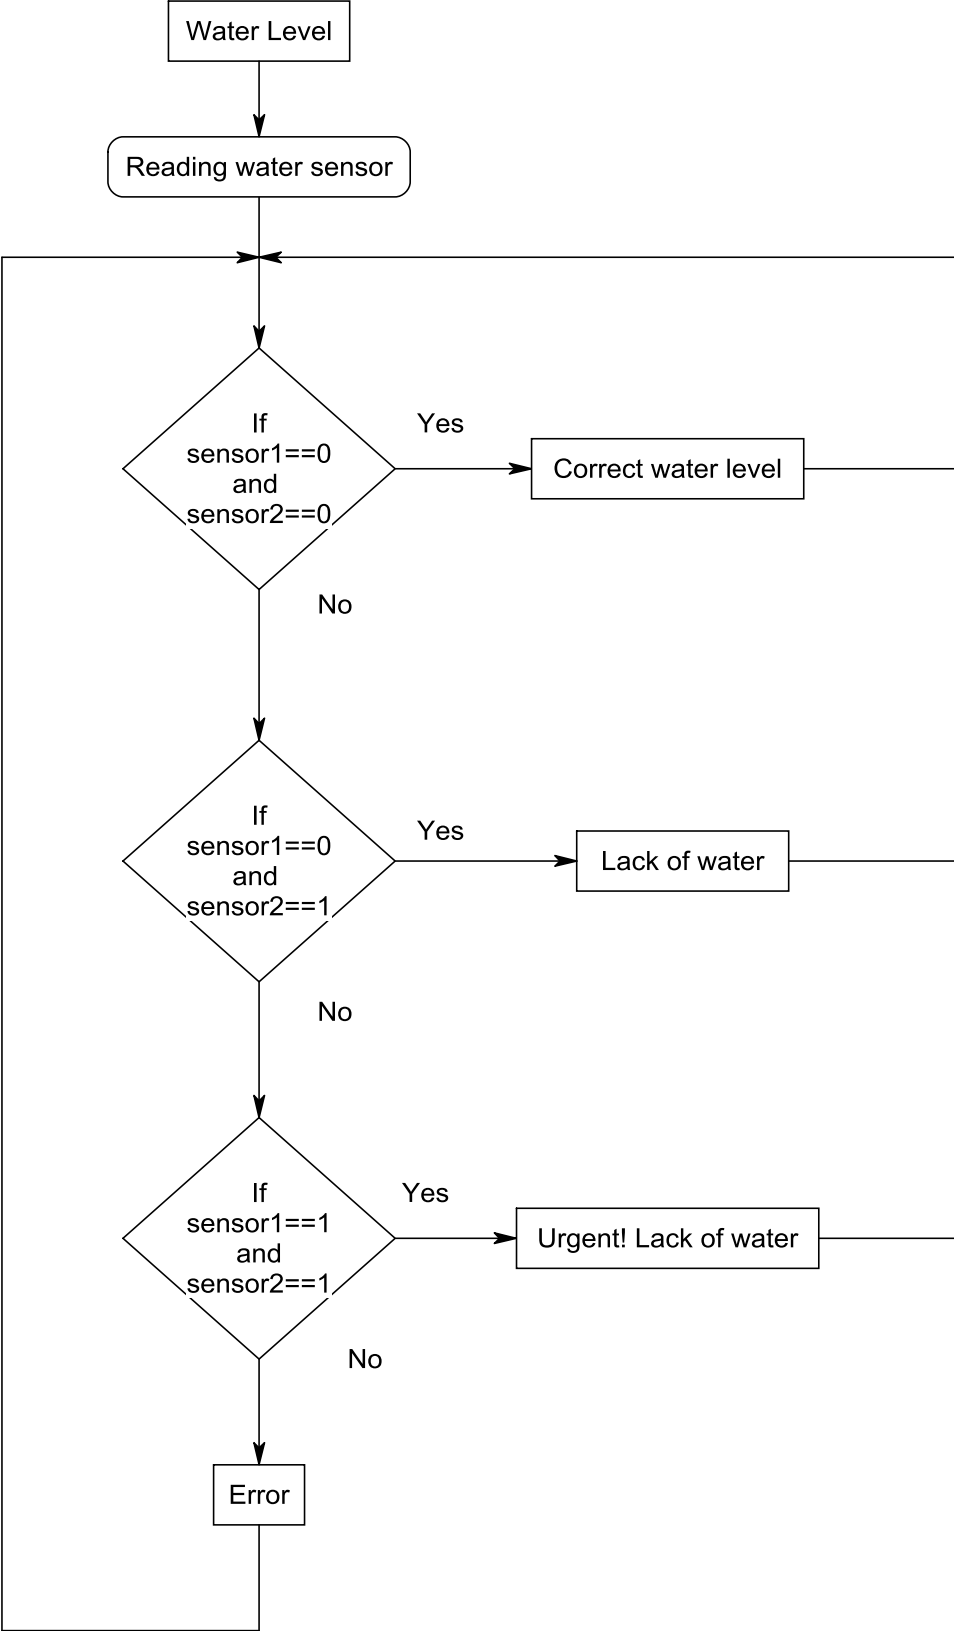 Water Level
Reading water sensor
If
sensor1==0
and
sensor2==0
Yes
Correct water level
No
If
sensor1==0
and
sensor2==1
Yes
Lack of water
No
If
sensor1==1
and
sensor2==1
Yes
Urgent! Lack of water
No
Error